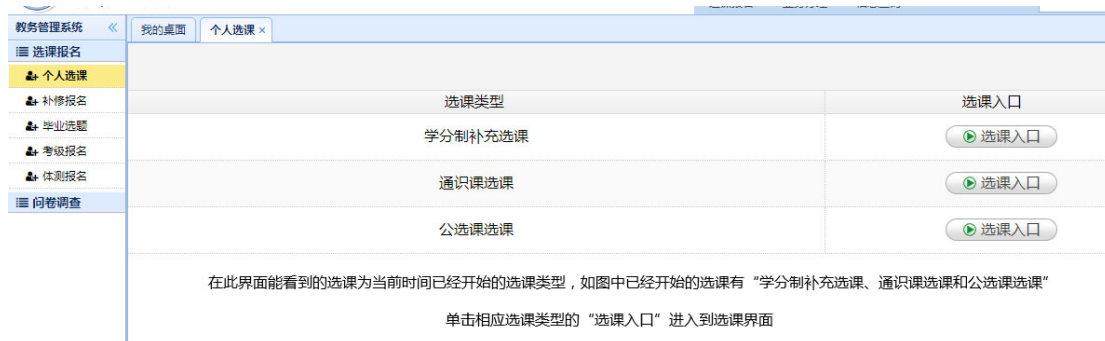 教务管理系统 《 我的桌面 个人选课 ×
选课报名
个人选课
补修报名
毕业选题
考级报名
体测报名
问卷调查
选课类型 选课入口
学分制补充选课 选课入口
通识课选课 选课入口
公选课选课 选课入口
在此界面能看到的选课为当前时间已经开始的选课类型，如图中已经开始的选课有“学分制补充选课、通识课选课和公选课选课”
单击相应选课类型的“选课入口”进入到选课界面